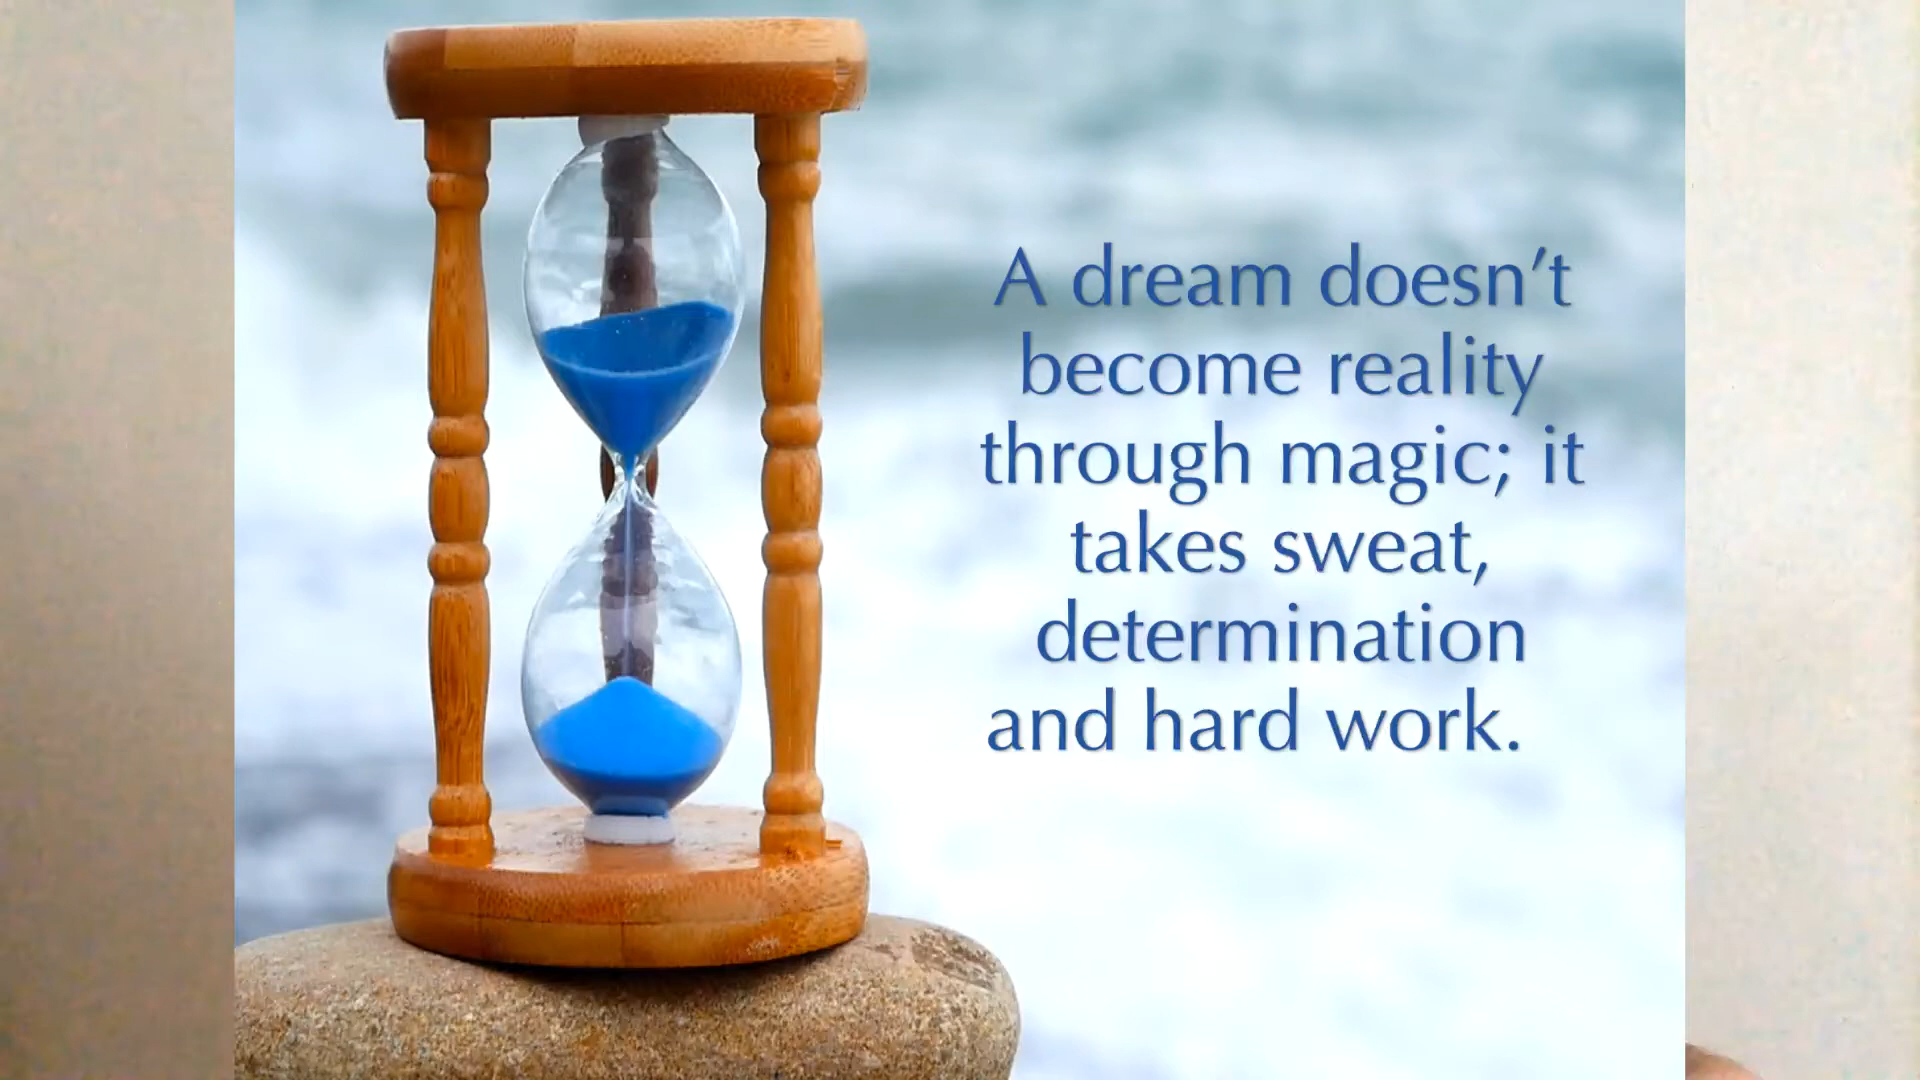 A dream doesn’t
become reality
through magic; it
takes sweat,
determination
and hard work.